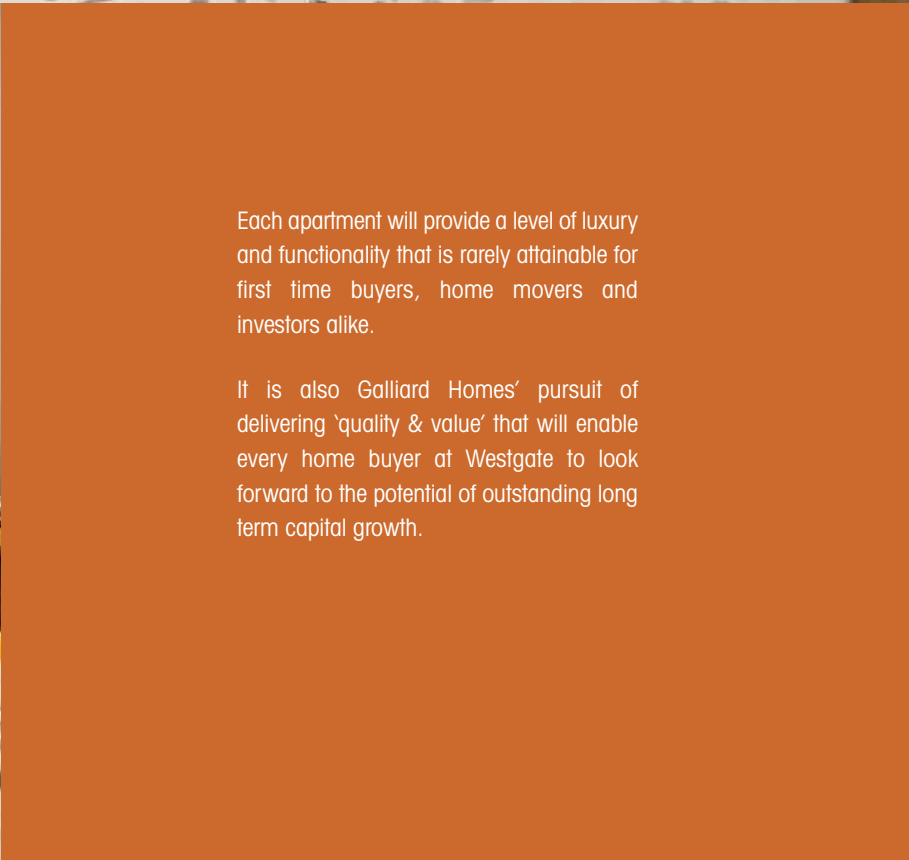 Each apartment will provide a level of luxury
and functionality that is rarely attainable for
first time buyers, home movers and
investors alike.
It is also Galliard Homes’ pursuit of
delivering ‘quality & value’ that will enable
every home buyer at Westgate to look
forward to the potential of outstanding long
term capital growth.